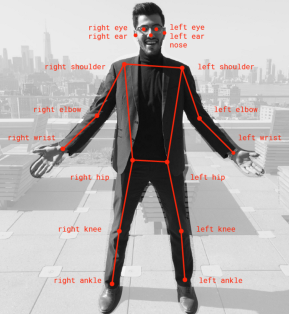 right eye left eye
right ear left ear
nose
right shoulder left shoulder
right elbow left elbow
right wrist left wrist
right hip left hip
right knee left knee
right ankle left ankle